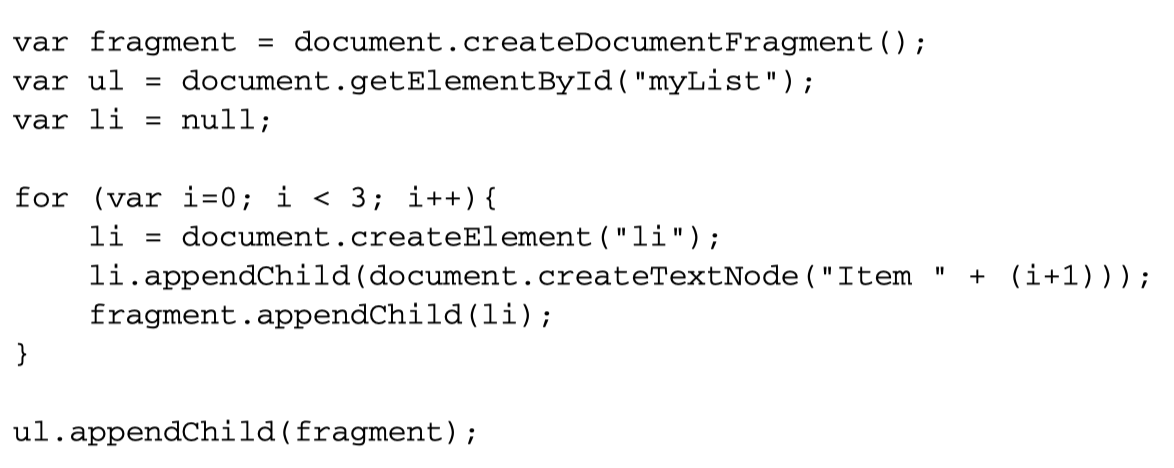 var fragment = document.createDocumentFragment();
var ul = document.getElementById("myList");
var li = null;

for (var i=0; i < 3; i++){
    li = document.createElement("li");
    li.appendChild(document.createTextNode("Item " + (i+1)));
    fragment.appendChild(li);
}

ul.appendChild(fragment);